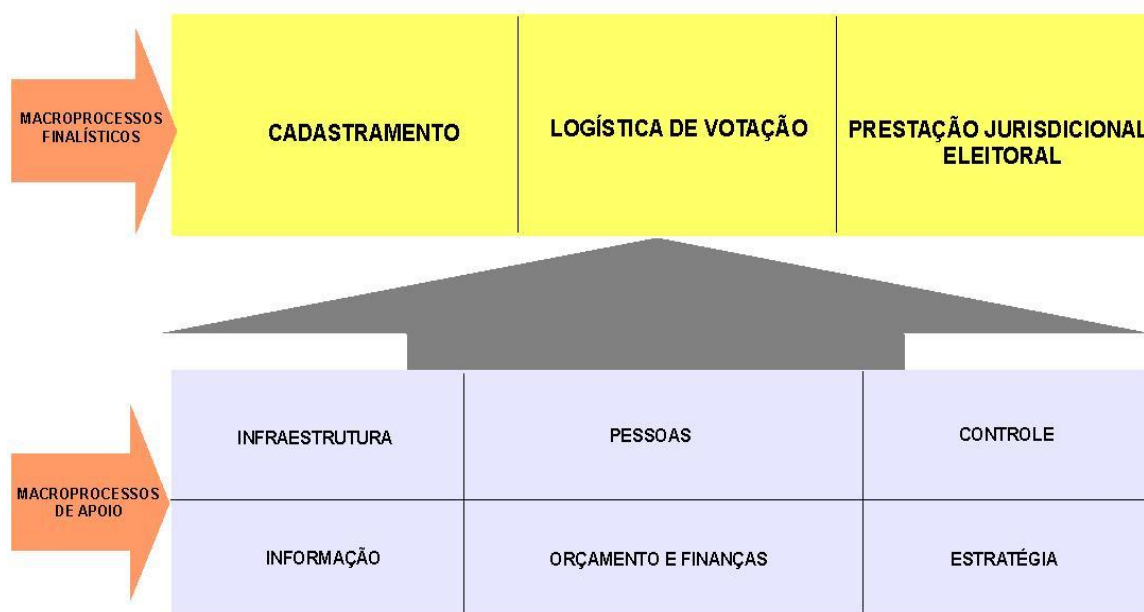 MACROPROCESSOS
FINALÍSTICOS
CADASTRAMENTO
LOGÍSTICA DE VOTAÇÃO
PRESTAÇÃO JURISDICIONAL
ELEITORAL
MACROPROCESSOS
DE APOIO
INFRAESTRUTURA
PESSOAS
CONTROLE
INFORMAÇÃO
ORÇAMENTO E FINANÇAS
ESTRATÉGIA